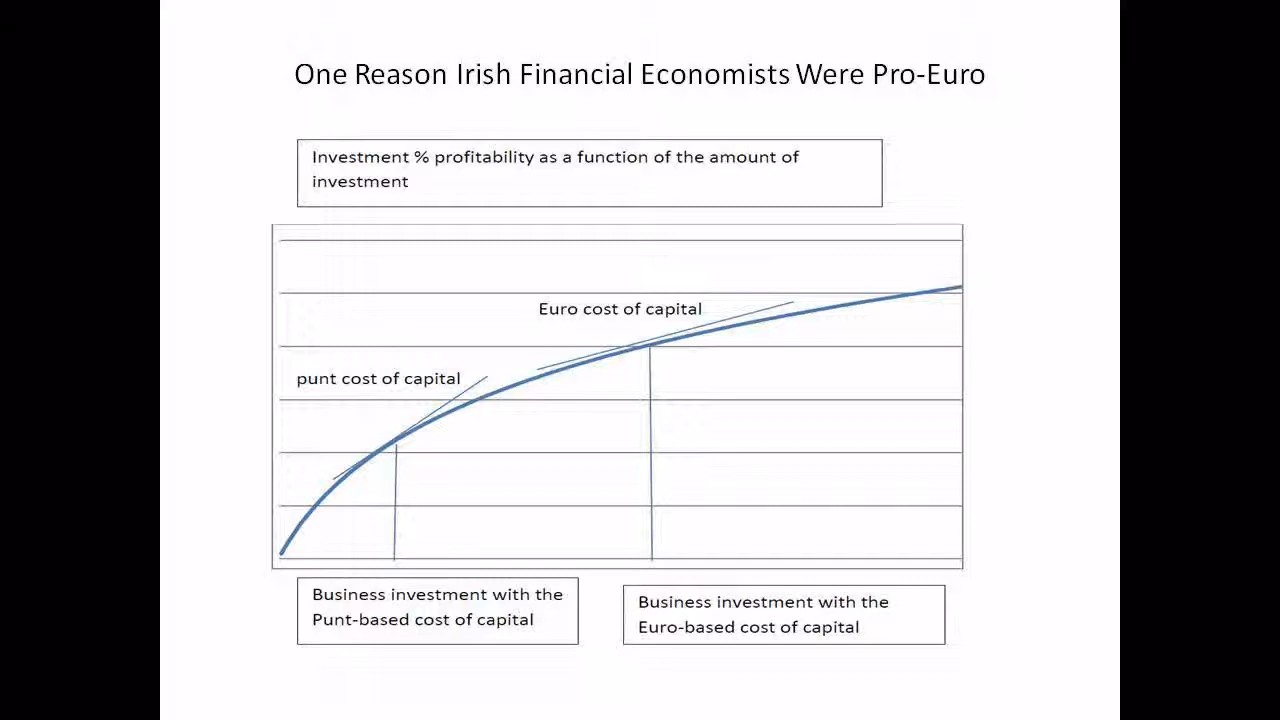 One Reason Irish Financial Economists Were Pro-Euro
Investment % profitability as a function of the amount of
investment
Euro cost of capital
punt cost of capital
Business investment with the
Punt-based cost of capital
Business investment with the
Euro-based cost of capital